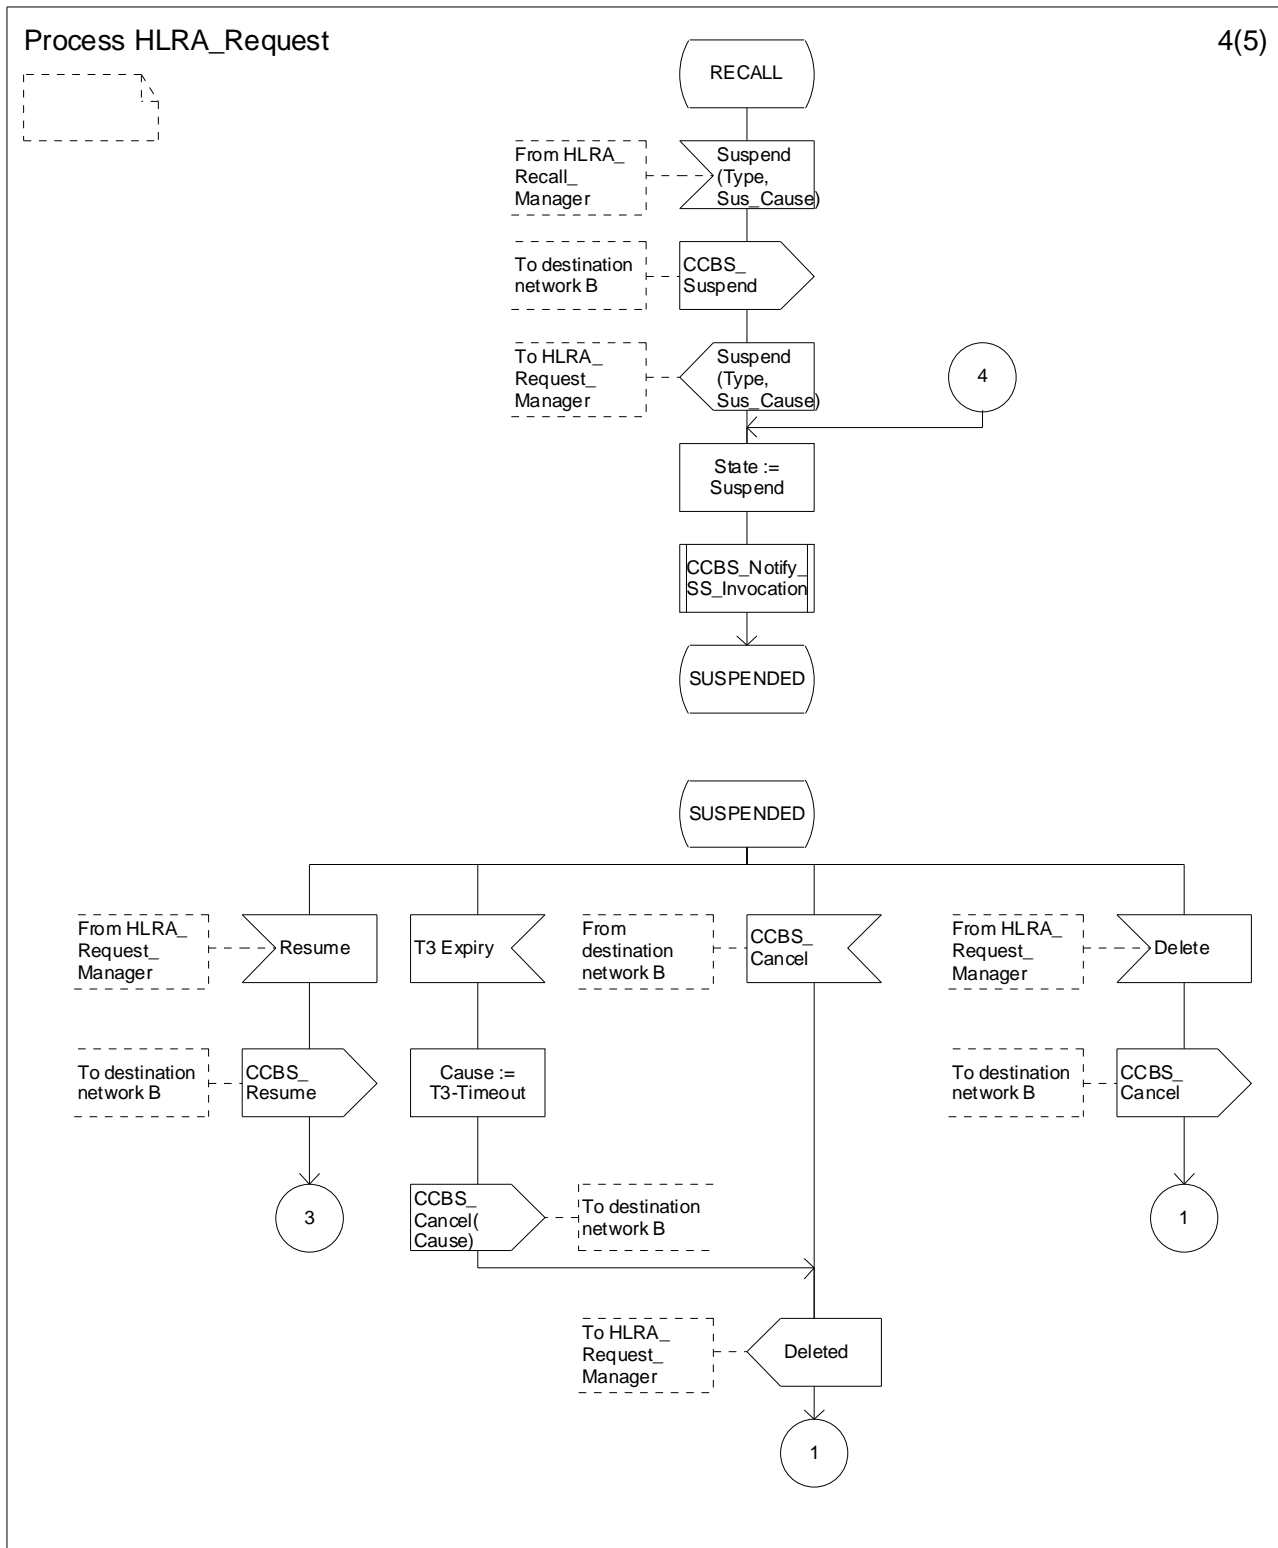 Process HLRA_Request
4(5)
RECALL
From HLRA_
Recall_
Manager
Suspend
(Type,
Sus_Cause)
To destination
network B
CCBS_
Suspend
To HLRA_
Request_
Manager
Suspend
(Type,
Sus_Cause)
4
State :=
Suspend
CCBS_Notify_
SS_Invocation
SUSPENDED
SUSPENDED
From HLRA_
Request_
Manager
Resume
T3 Expiry
From
destination
network B
CCBS_
Cancel
From HLRA_
Request_
Manager
Delete
To destination
network B
CCBS_
Resume
Cause :=
T3-Timeout
To destination
network B
CCBS_
Cancel
3
CCBS_
Cancel(
Cause)
To destination
network B
1
To HLRA_
Request_
Manager
Deleted
1